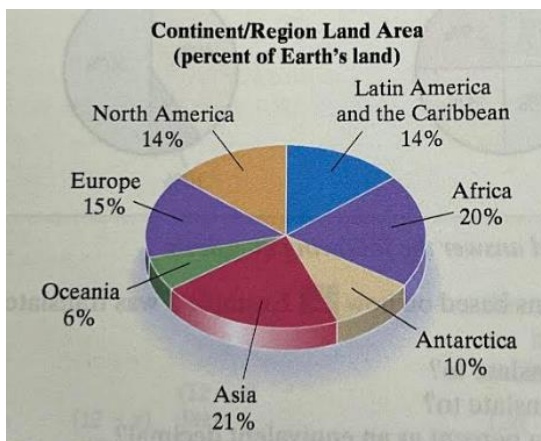 Continent/Region Land Area
(percent of Earth's land)
Latin America
and the Caribbean
14%
North America
14%
Europe
15%
Africa
20%
Oceania
6%
Antarctica
10%
Asia
21%